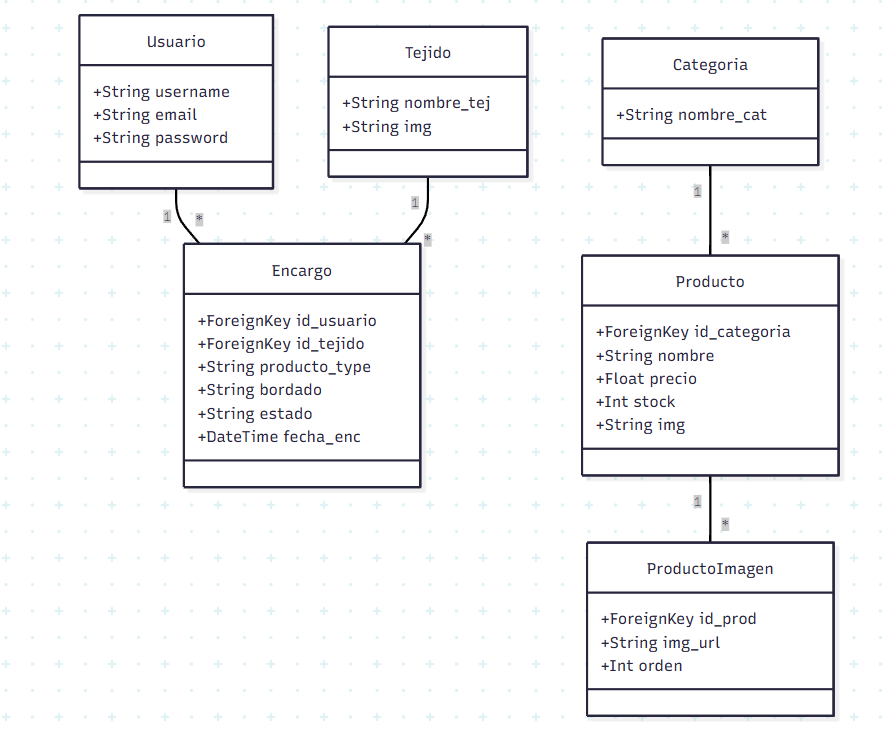 Usuario
+String username
+String email
+String password
Tejido
+String nombre_tej
+String img
Categoria
+String nombre_cat
1
*
1
*
1
*
Encargo
+ForeignKey id_usuario
+ForeignKey id_tejido
+String producto_type
+String bordado
+String estado
+DateTime fecha_enc
Producto
+ForeignKey id_categoria
+String nombre
+Float precio
+Int stock
+String img
1
*
ProductoImagen
+ForeignKey id_prod
+String img_url
+Int orden